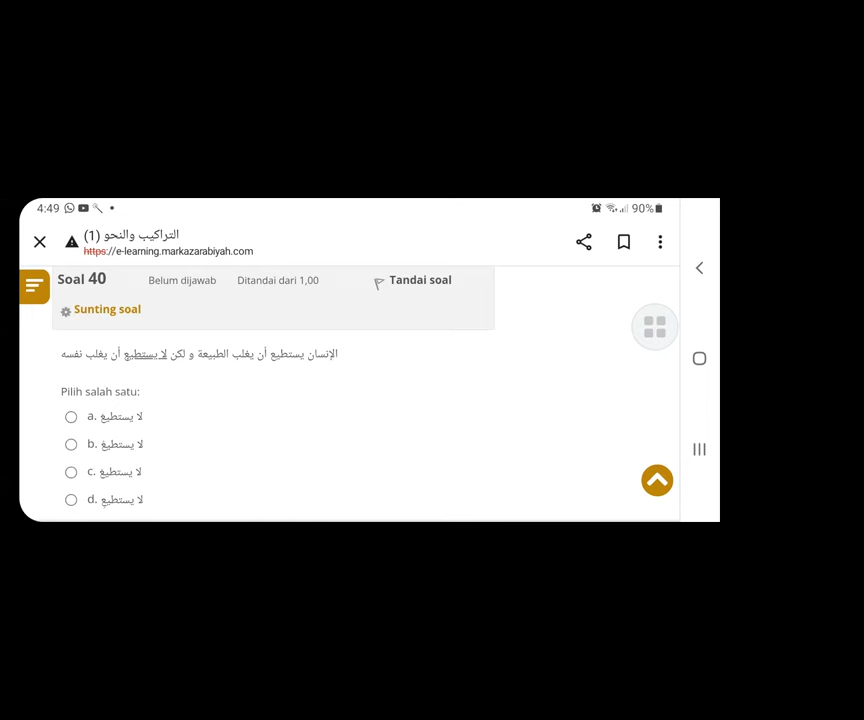 4:49
90%
التراكيب والنحو (1)
https://e-learning.markazarabiyah.com
Soal 40
Belum dijawab
Ditandai dari 1,00
Tandai soal
Sunting soal
الإنسان يستطيع أن يغلب الطبيعة و لكن لا يستطيع أن يغلب نفسه
Pilih salah satu:
a. لا يستطيع
b. لا يستطيع
c. لا يستطيع
d. لا يستطيع